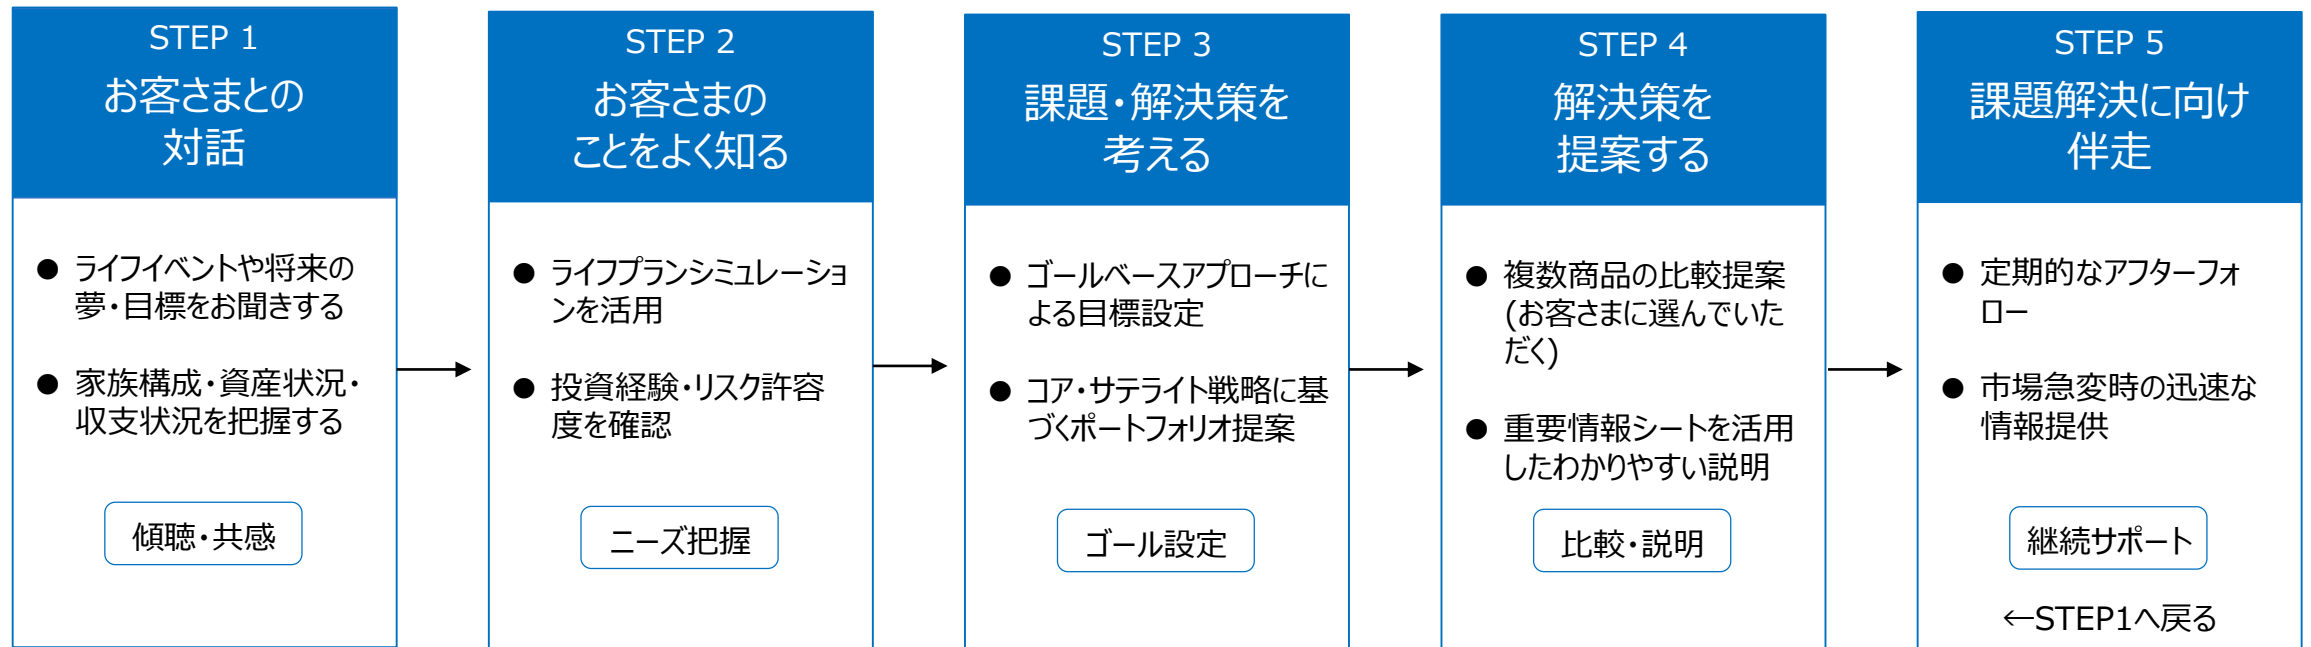 STEP 1
お客さまとの
対話
● ライフイベントや将来の
夢・目標をお聞きする
● 家族構成・資産状況・
収支状況を把握する
傾聴・共感
STEP 2
お客さまの
ことをよく知る
● ライフプランシミュレーショ
ンを活用
● 投資経験・リスク許容
度を確認
ニーズ把握
STEP 3
課題・解決策を
考える
● ゴールベースアプローチに
よる目標設定
● コア・サテライト戦略に基
づくポートフォリオ提案
ゴール設定
STEP 4
解決策を
提案する
● 複数商品の比較提案
(お客さまに選んでいた
だく)
● 重要情報シートを活用
したわかりやすい説明
比較・説明
STEP 5
課題解決に向け
伴走
● 定期的なアフターフォ
ロー
● 市場急変時の迅速な
情報提供
継続サポート
←STEP1へ戻る